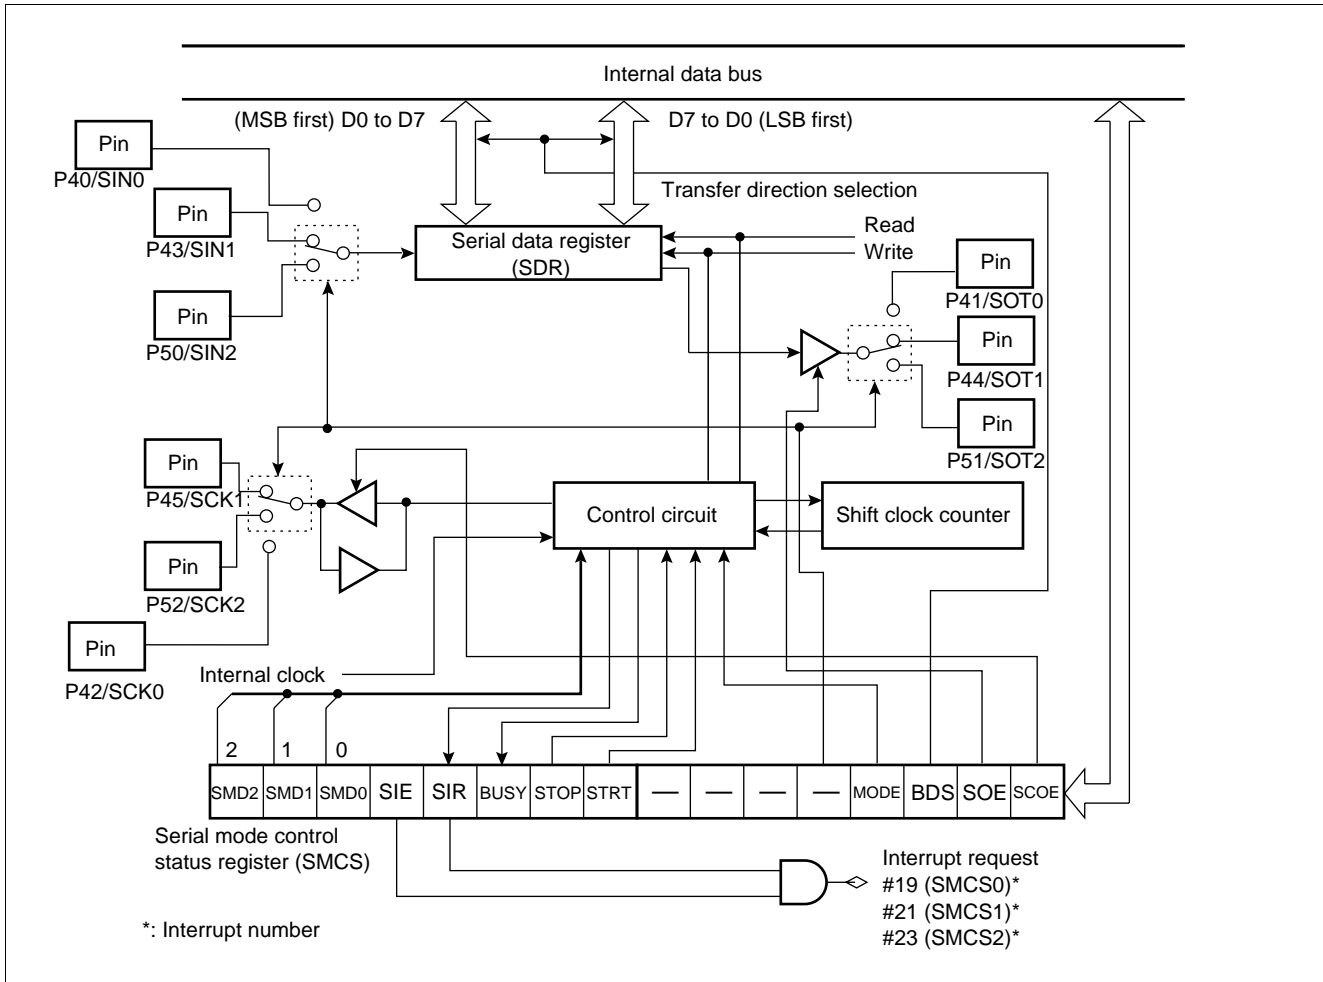 Internal data bus
(MSB first) D0 to D7
D7 to D0 (LSB first)
Pin
P40/SIN0
Transfer direction selection
Pin
P43/SIN1
Serial data register
(SDR)
Read
Write
Pin
P41/SOT0
Pin
P50/SIN2
Pin
P44/SOT1
Pin
P51/SOT2
Pin
P45/SCK1
Control circuit
Shift clock counter
Pin
P52/SCK2
Pin
P42/SCK0
Internal clock
2 1 0
SMD2 SMD1 SMD0 SIE SIR BUSY STOP STRT — — — — MODE BDS SOE SCOE
Serial mode control
status register (SMCS)
Interrupt request
#19 (SMCS0)*
#21 (SMCS1)*
#23 (SMCS2)*
*: Interrupt number